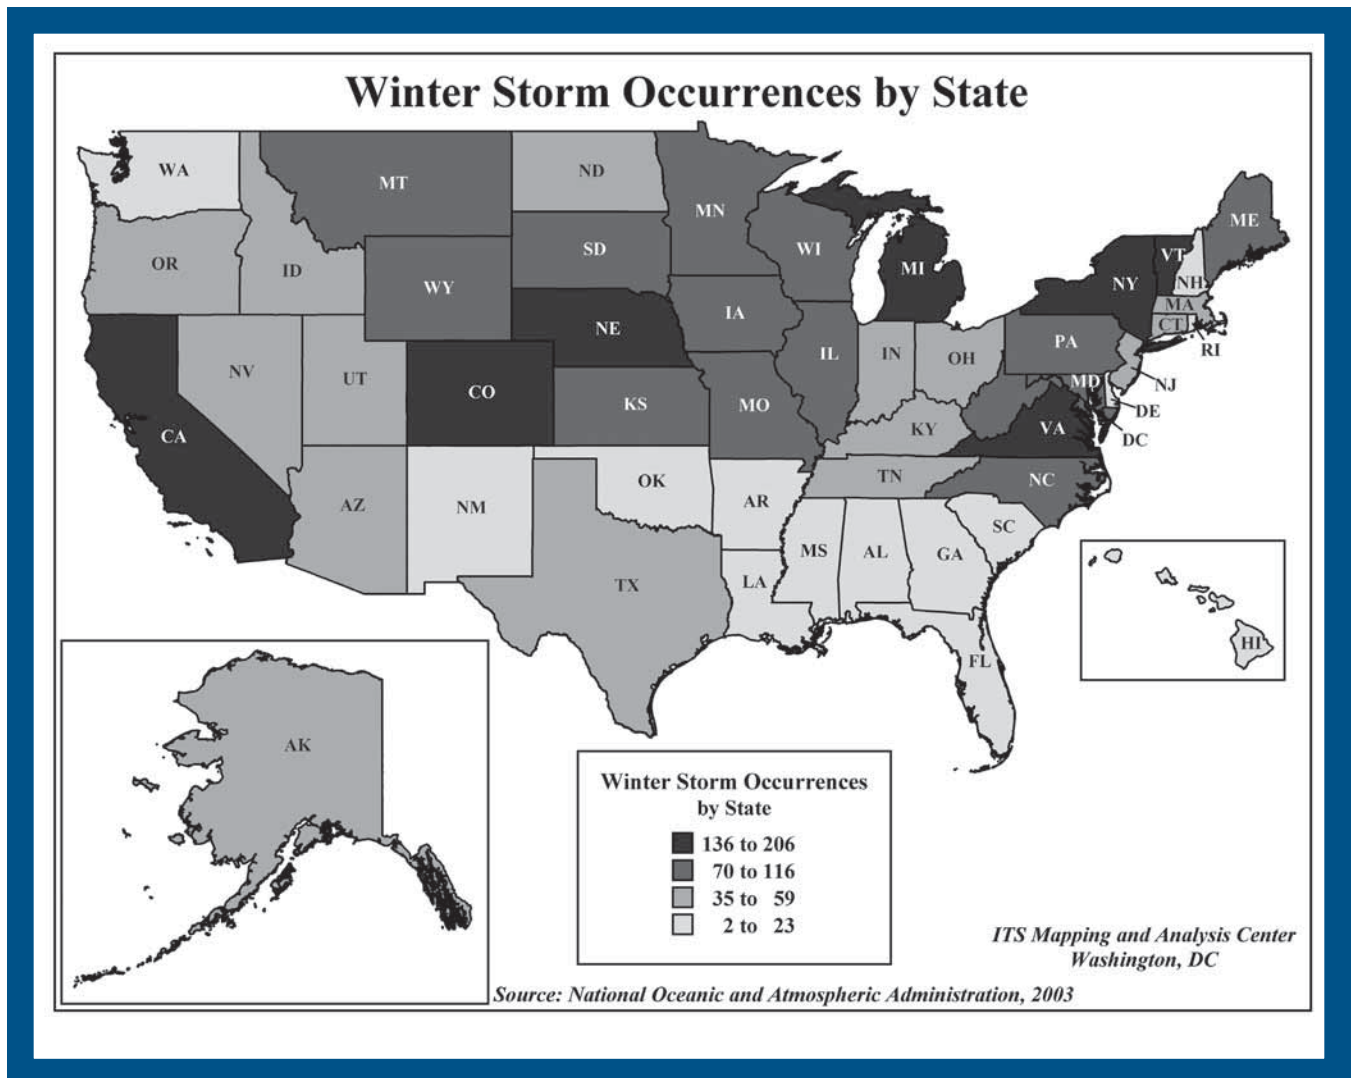 Winter Storm Occurrences by State
WA
MT
ND
MN
ME
OR
ID
SD
WI
MI
VT
NH
WY
NY
MA
NE
IA
CT
RI
NV
UT
CO
IL
IN
OH
PA
NJ
KS
MO
MD
DE
CA
KY
VA
DC
AZ
NM
OK
AR
TN
NC
SC
TX
LA
MS
AL
GA
FL
HI
AK
Winter Storm Occurrences
by State
136 to 206
70 to 116
35 to 59
2 to 23
ITS Mapping and Analysis Center
Washington, DC
Source: National Oceanic and Atmospheric Administration, 2003